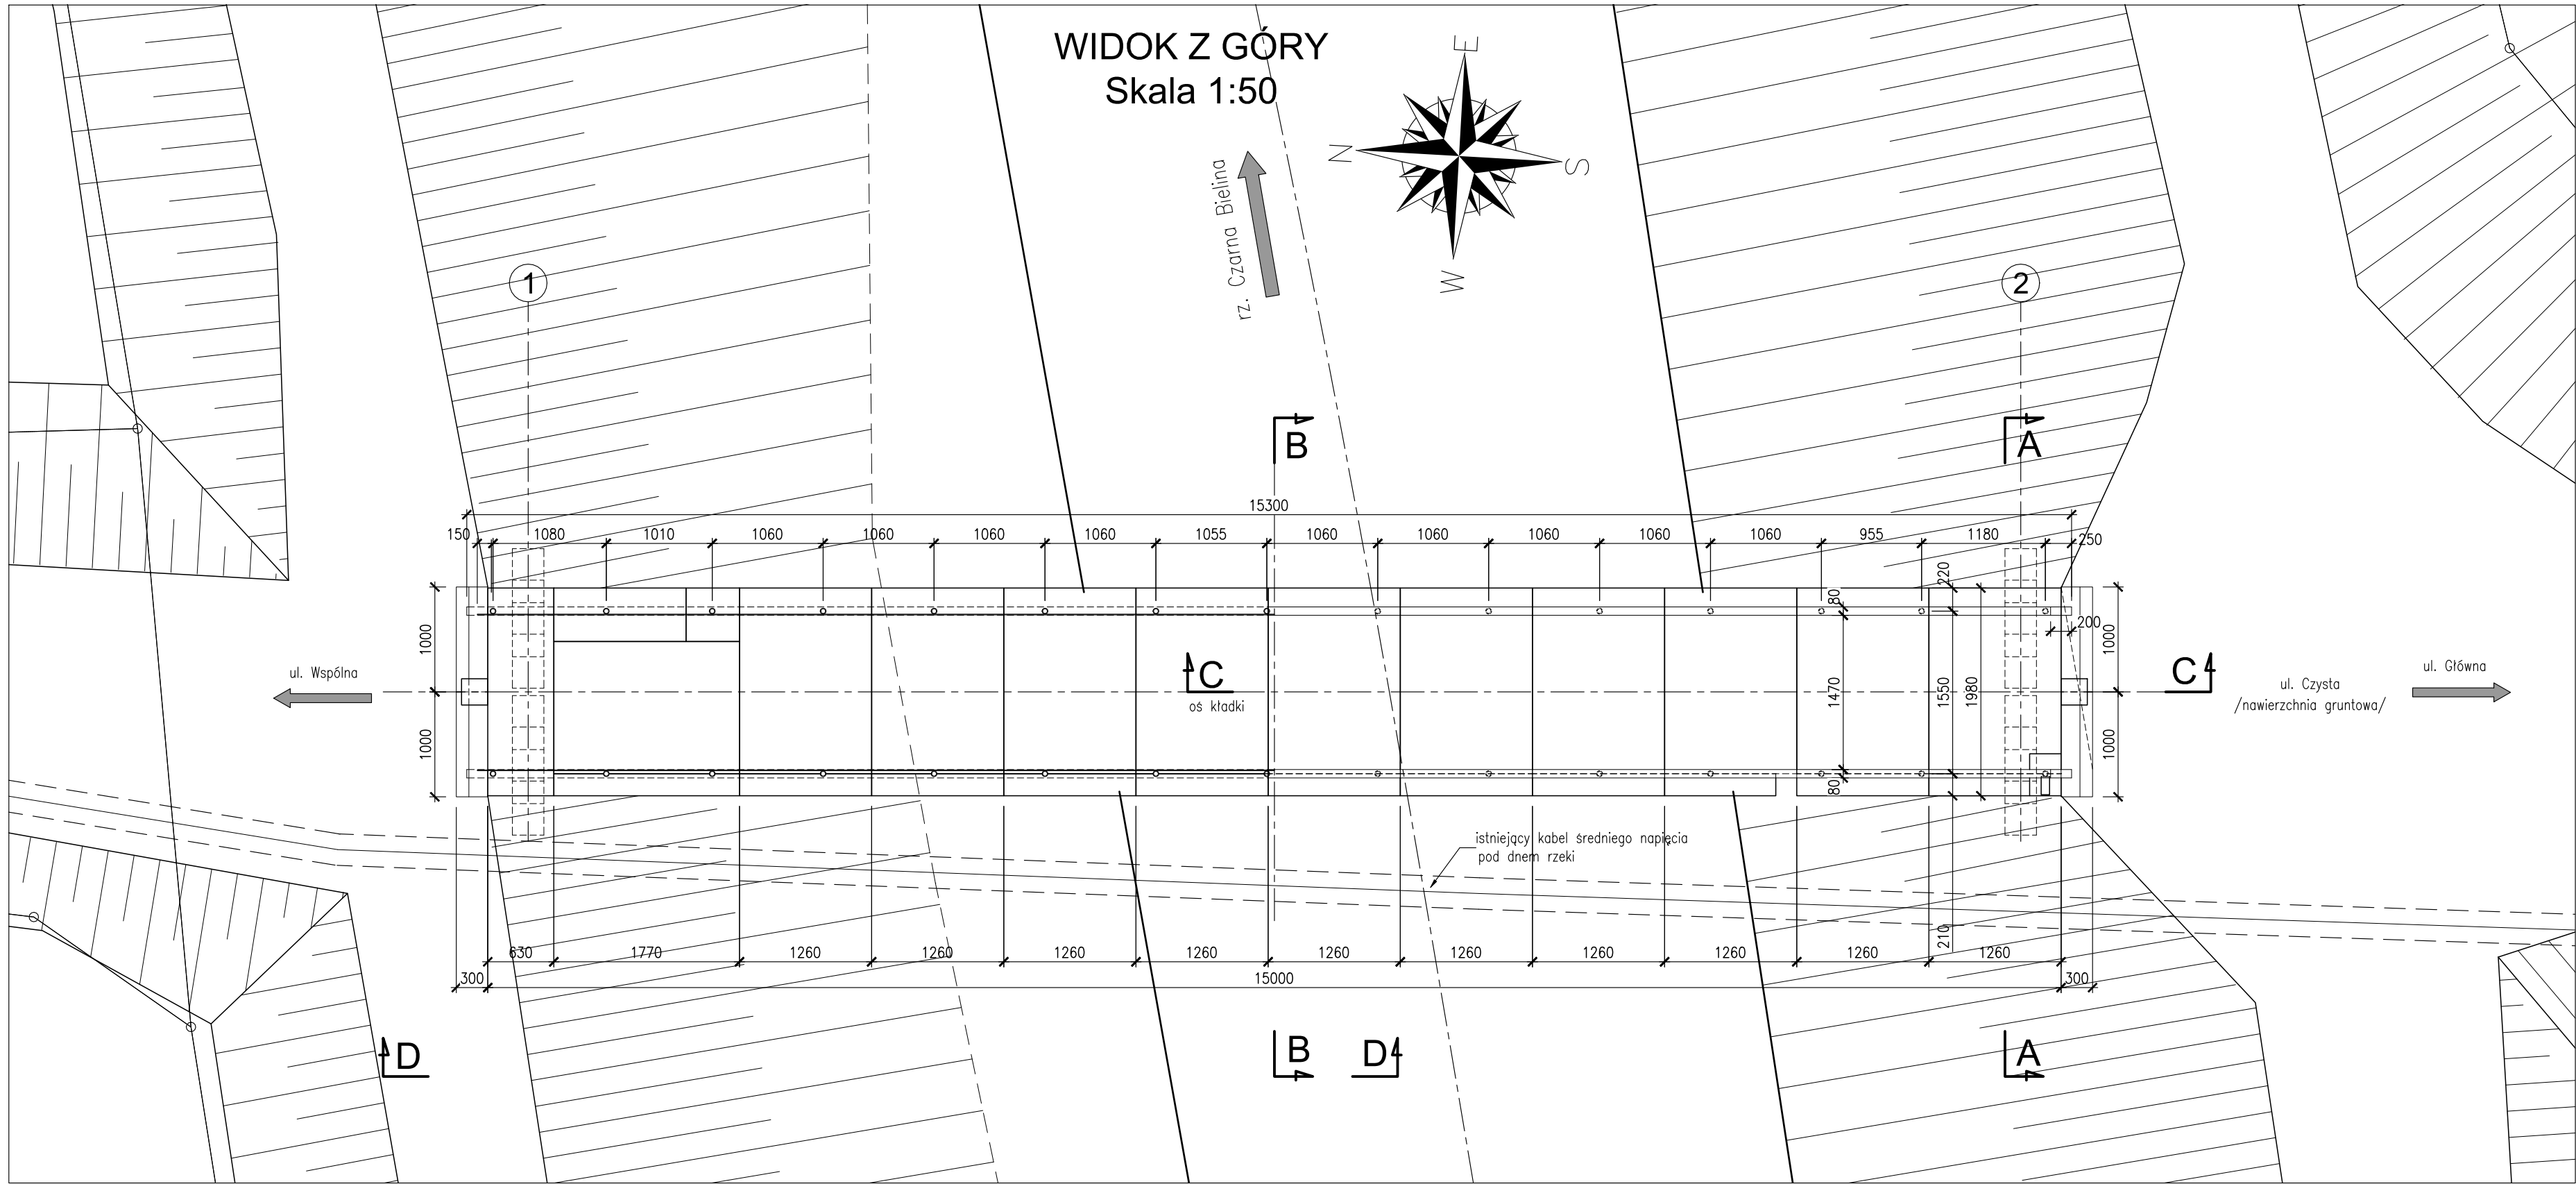 WIDOK Z GÓRY
Skala 1:50
E
N
S
W
rz. Czarna Bielina
1
2
B
A
15300
150 1080 1010 1060 1060 1060 1060 1055 1060 1060 1060 1060 1060 955 1180 250
220
80
200
1000
1000
ul. Wspólna
C
oś kładki
1470
1550
1980
C
ul. Czysta
/nawierzchnia gruntowa/
ul. Główna
1000
1000
80
istniejący kabel średniego napięcia
pod dnem rzeki
210
630 1770 1260 1260 1260 1260 1260 1260 1260 1260 1260 1260
300 15000 300
D
B
D
A